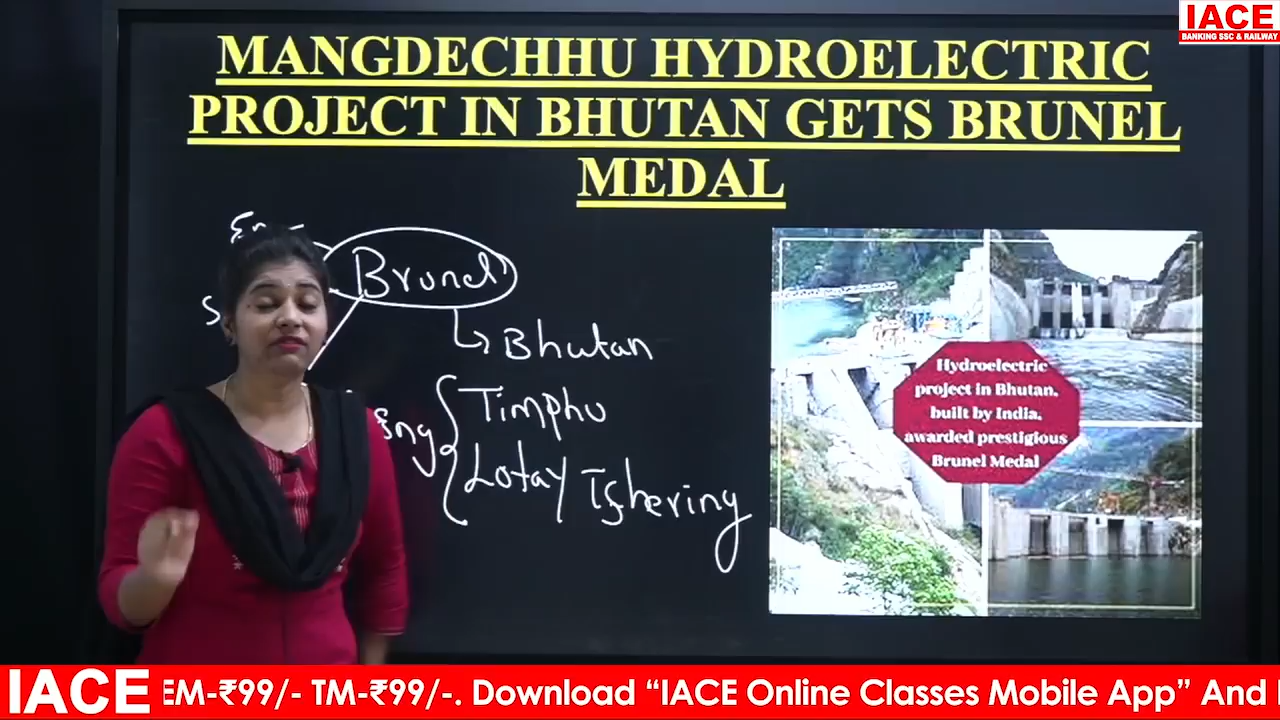 IACE
BANKING SSC & RAILWAY
MANGDECHHU HYDROELECTRIC
PROJECT IN BHUTAN GETS BRUNEL
MEDAL
Brunel
Bhutan
Timphu
Eng
Lotay Tshering
Hydroelectric
project in Bhutan,
built by India,
awarded prestigious
Brunel Medal
IACE EM-₹99/- TM-₹99/-. Download “IACE Online Classes Mobile App” And